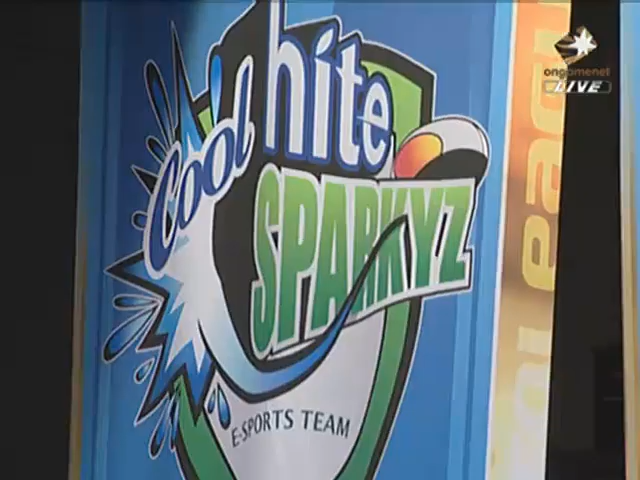 ongamenet
LIVE
Cool
hite
SPARKYZ
E-SPORTS TEAM